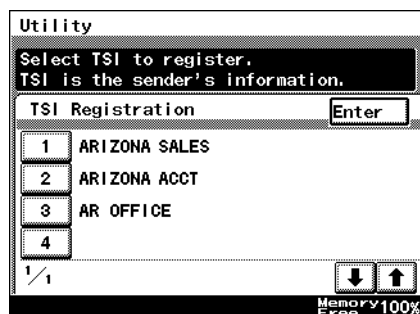 Utility
Select TSI to register.
TSI is the sender's information.
TSI Registration Enter
1 ARIZONA SALES
2 ARIZONA ACCT
3 AR OFFICE
4
1/1
Memory
Free 100%